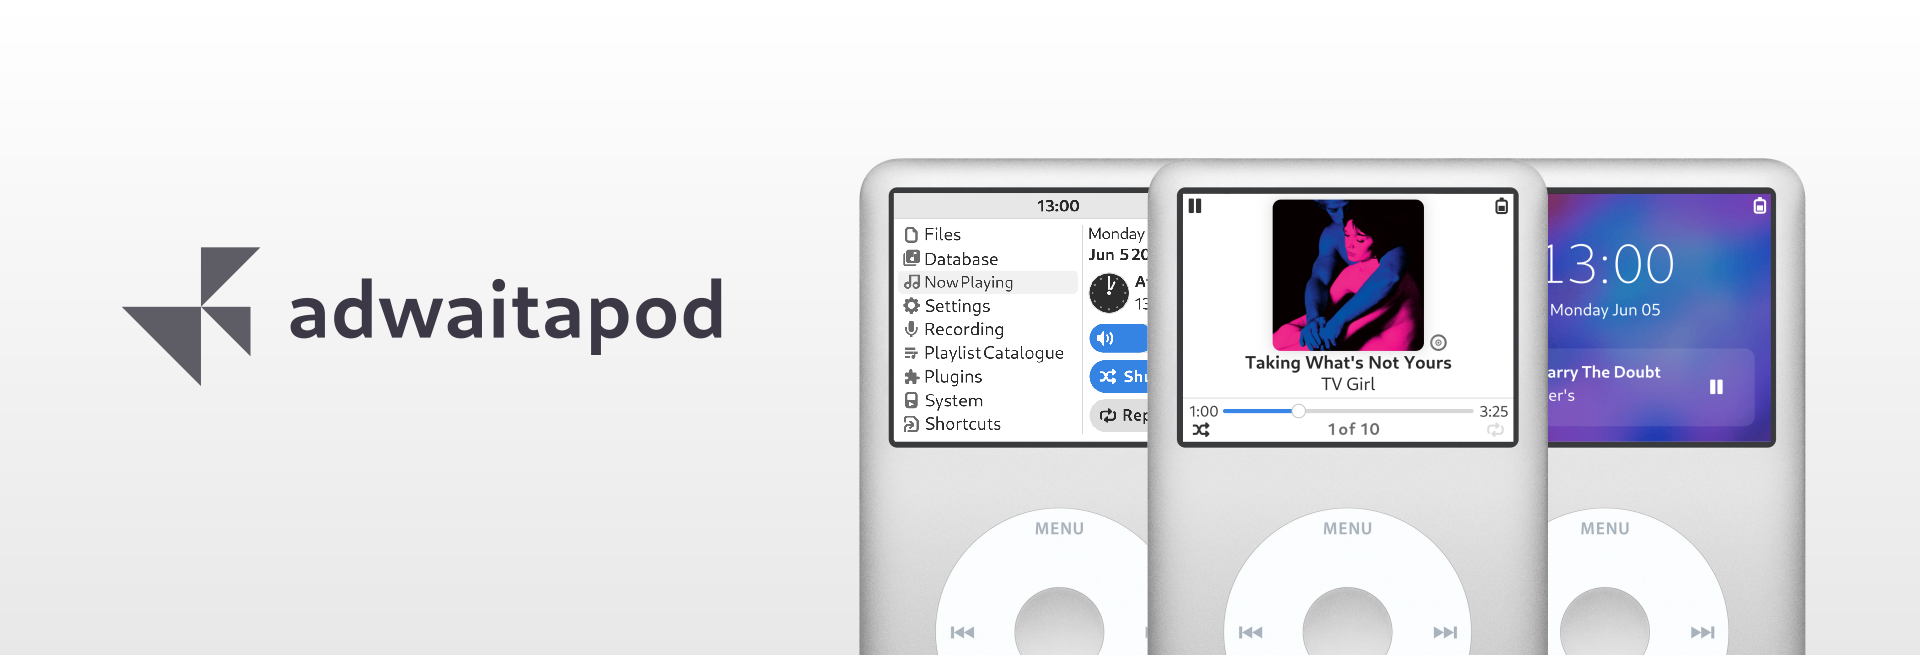 adwaitapod
13:00
Files
Database
Now Playing
Settings
Recording
Playlist Catalogue
Plugins
System
Shortcuts
Monday
Jun 5 20
13
Shu
Rep
MENU
Taking What's Not Yours
TV Girl
1:00
3:25
1 of 10
MENU
13:00
Monday Jun 05
arry The Doubt
er's
MENU